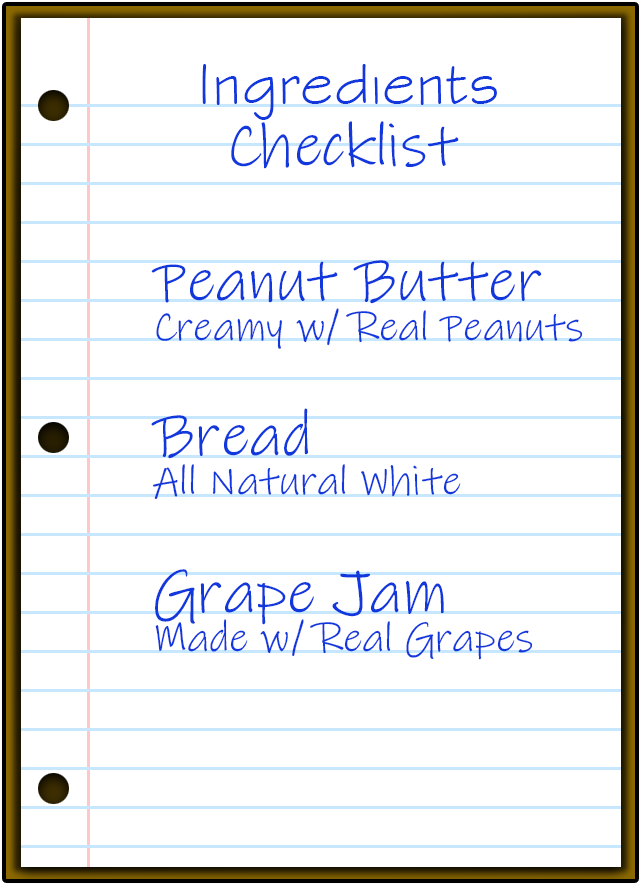 Ingredients
Checklist
Peanut Butter
Creamy w/ Real Peanuts
Bread
All Natural White
Grape Jam
Made w/ Real Grapes